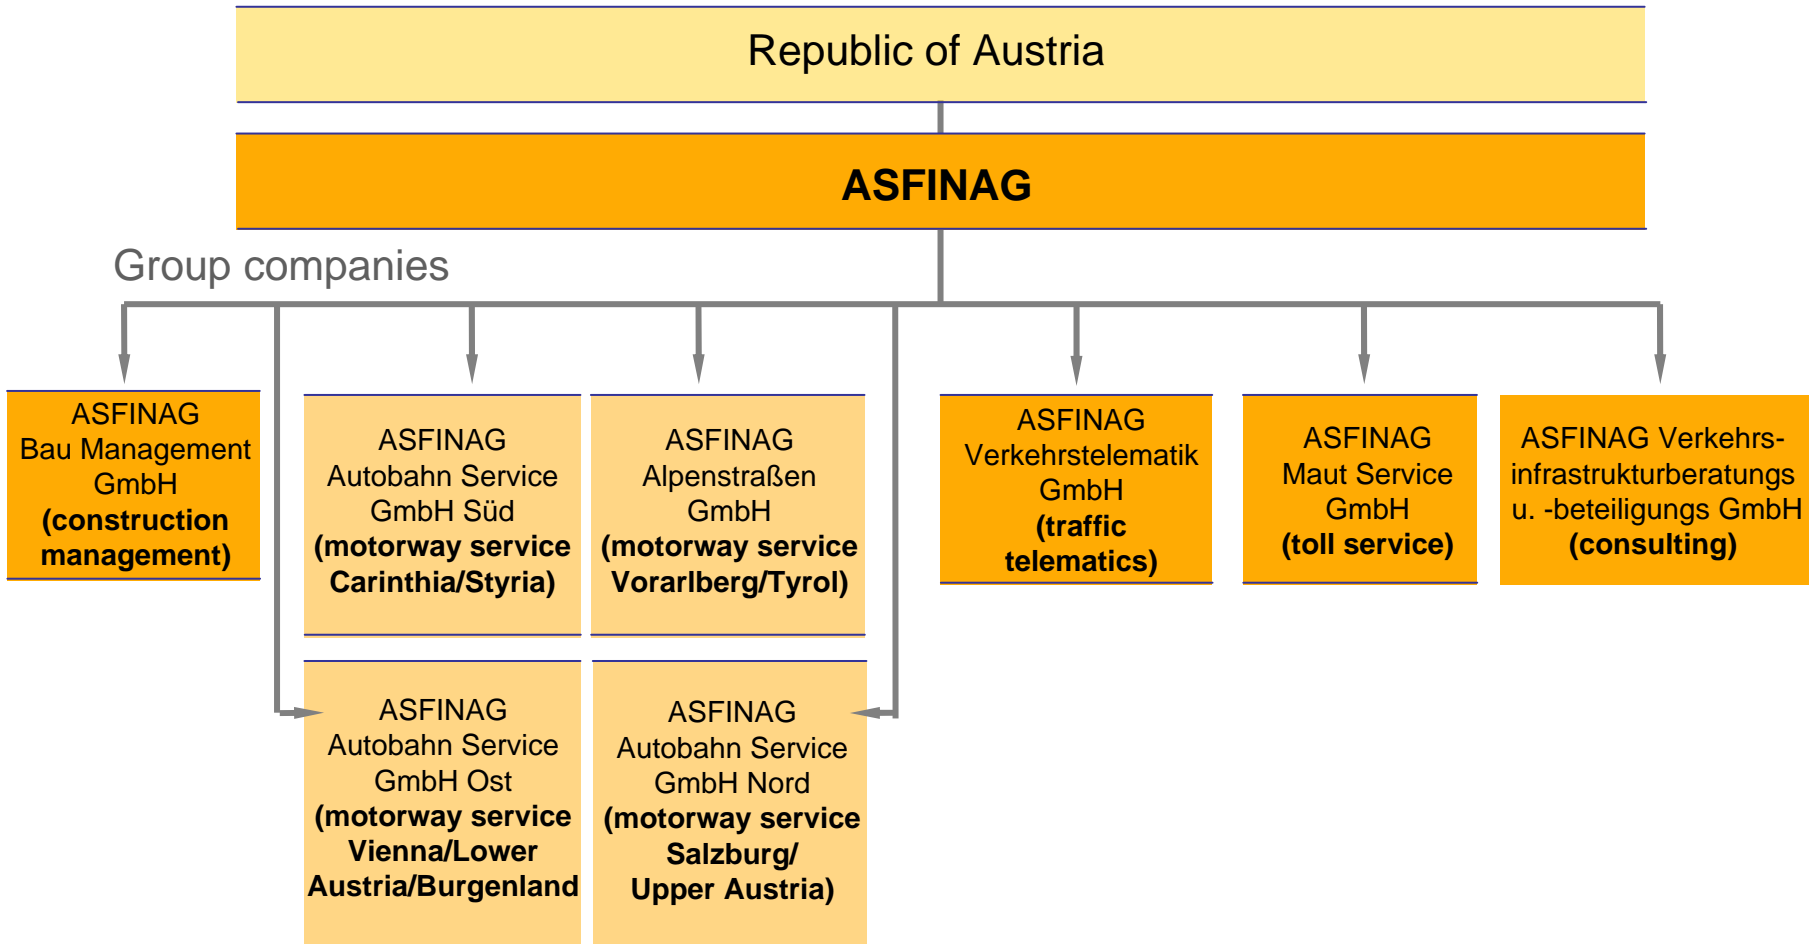 Republic of Austria
ASFINAG
Group companies
ASFINAG
Bau Management
GmbH
(construction
management)
ASFINAG
Autobahn Service
GmbH Süd
(motorway service
Carinthia/Styria)
ASFINAG
Alpenstraßen
GmbH
(motorway service
Vorarlberg/Tyrol)
ASFINAG
Verkehrstelematik
GmbH
(traffic
telematics)
ASFINAG
Maut Service
GmbH
(toll service)
ASFINAG Verkehrs-
infrastrukturberatungs
u. -beteiligungs GmbH
(consulting)
ASFINAG
Autobahn Service
GmbH Ost
(motorway service
Vienna/Lower
Austria/Burgenland
ASFINAG
Autobahn Service
GmbH Nord
(motorway service
Salzburg/
Upper Austria)